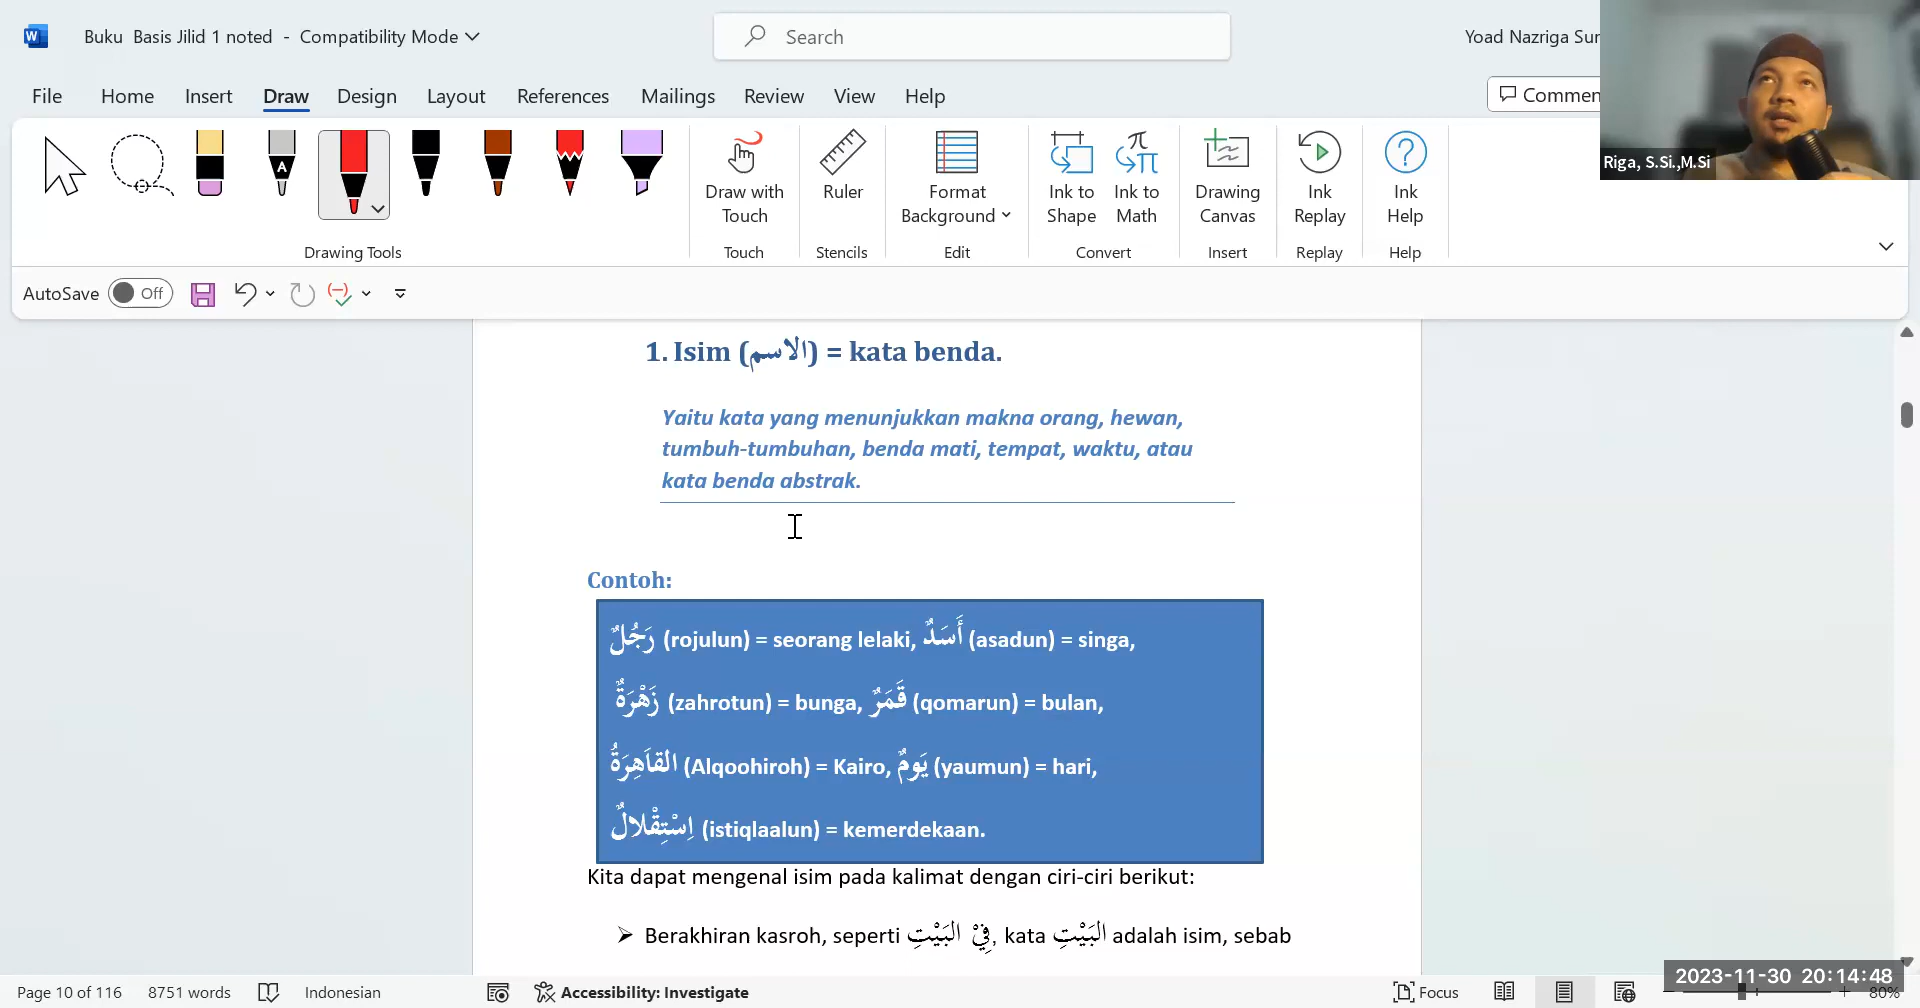 Buku Basis Jilid 1 noted - Compatibility Mode
Search
Yoad Nazriga
Riga, S.Si.,M.Si
File Home Insert Draw Design Layout References Mailings Review View Help
Commen
A
Draw with Touch
Ruler
Format Background
Ink to Shape
Ink to Math
Drawing Canvas
Ink Replay
Ink Help
Drawing Tools Touch Stencils Edit Convert Insert Replay Help
AutoSave Off
1. Isim (الاسم) = kata benda.
Yaitu kata yang menunjukkan makna orang, hewan,
tumbuh-tumbuhan, benda mati, tempat, waktu, atau
kata benda abstrak.
Contoh:
رَجُلٌ (rojulun) = seorang lelaki, أَسَدٌ (asadun) = singa,
زَهْرَةٌ (zahrotun) = bunga, قَمَرٌ (qomarun) = bulan,
القاَهِرَةُ (Alqoohiroh) = Kairo, يَومٌ (yaumun) = hari,
اِسْتِقْلالٌ (istiqlaalun) = kemerdekaan.
Kita dapat mengenal isim pada kalimat dengan ciri-ciri berikut:
➢ Berakhiran kasroh, seperti فِيْ البَيْتِ, kata البَيْتِ adalah isim, sebab
Page 10 of 116 8751 words Indonesian Accessibility: Investigate Focus 80%
2023-11-30 20:14:48